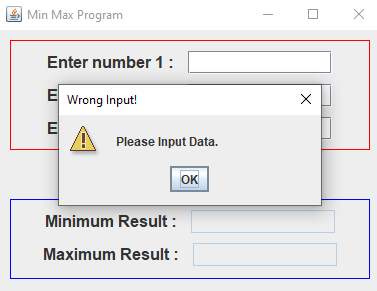 Min Max Program
Enter number 1 :
E
E
Wrong Input!
Please Input Data.
OK
Minimum Result :
Maximum Result :